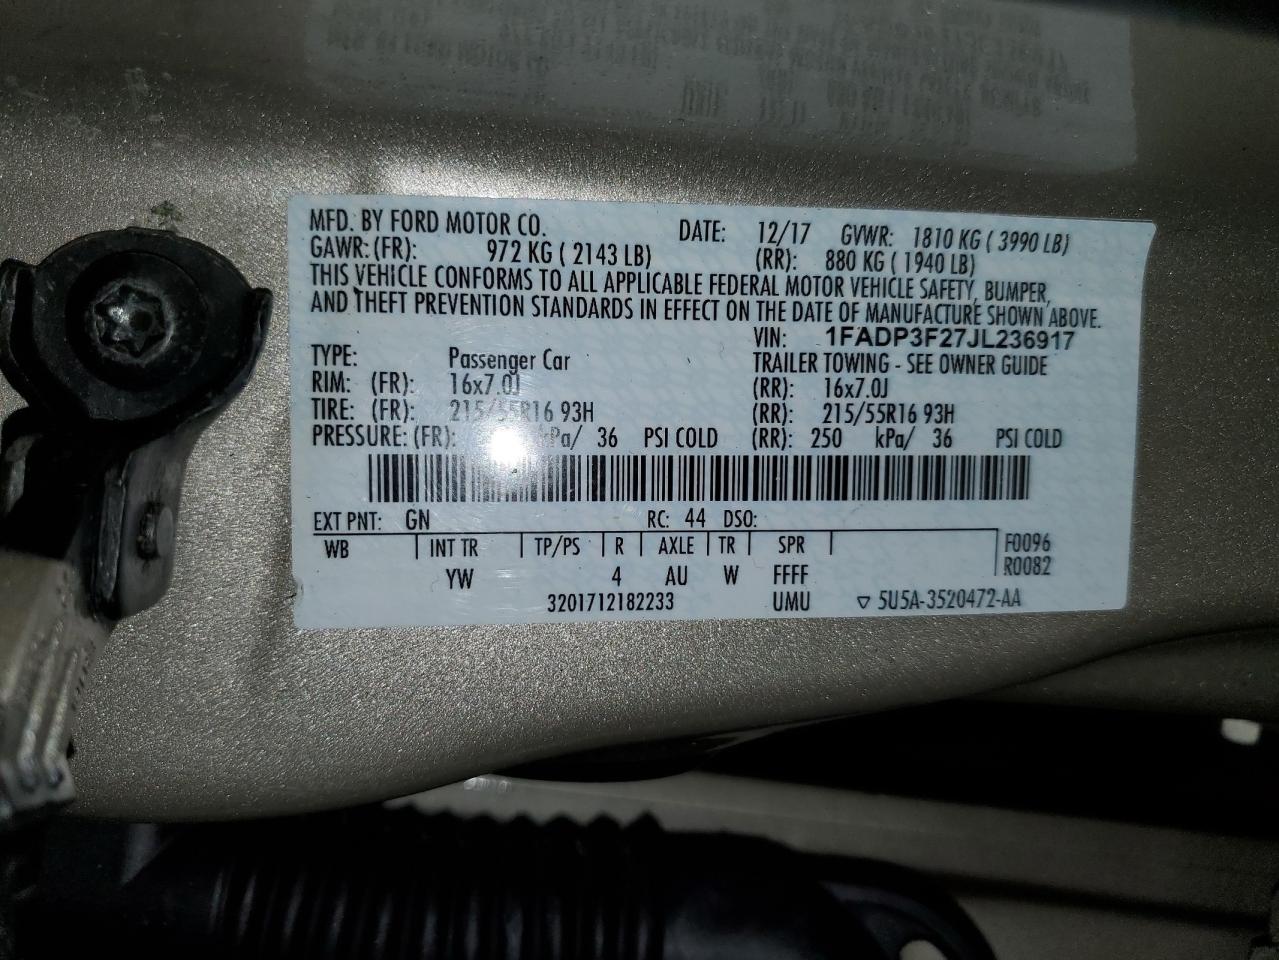 MFD. BY FORD MOTOR CO. DATE: 12/17 GVWR: 1810 KG ( 3990 LB)
GAWR: (FR): 972 KG ( 2143 LB) (RR): 880 KG ( 1940 LB)
THIS VEHICLE CONFORMS TO ALL APPLICABLE FEDERAL MOTOR VEHICLE SAFETY, BUMPER,
AND THEFT PREVENTION STANDARDS IN EFFECT ON THE DATE OF MANUFACTURE SHOWN ABOVE.
VIN: 1FADP3F27JL236917
TYPE: Passenger Car TRAILER TOWING - SEE OWNER GUIDE
RIM: (FR): 16x7.0J (RR): 16x7.0J
TIRE: (FR): 215/55R16 93H (RR): 215/55R16 93H
PRESSURE: (FR): kPa/ 36 PSI COLD (RR): 250 kPa/ 36 PSI COLD
EXT PNT: GN RC: 44 DSO:
WB INT TR TP/PS R AXLE TR SPR F0096
R0082
YW 4 AU W FFFF
3201712182233 UMU ▽ 5U5A-3520472-AA